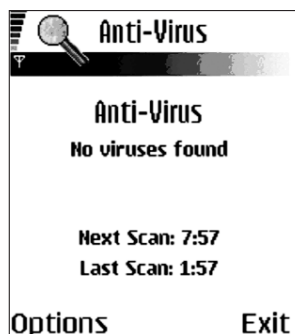 Anti-Virus
Anti-Virus
No viruses found
Next Scan: 7:57
Last Scan: 1:57
Options Exit